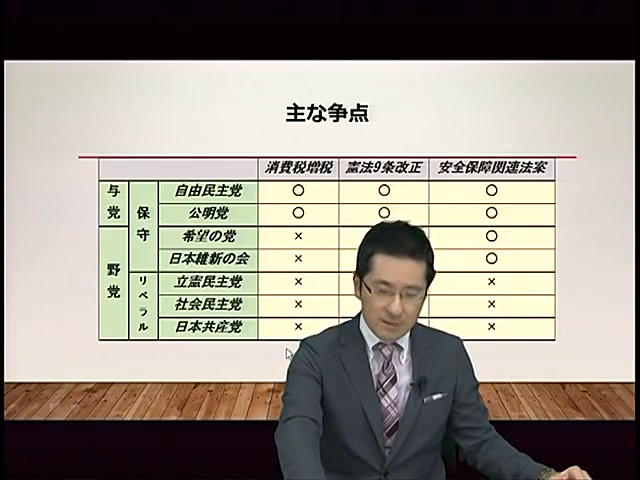 主な争点
消費税増税 憲法9条改正 安全保障関連法案
与党 保守 自由民主党 ○ ○ ○
公明党 ○ ○ ○
野党 希望の党 × ○
日本維新の会 × ○
リベラル 立憲民主党 × ×
社会民主党 × ×
日本共産党 × ×